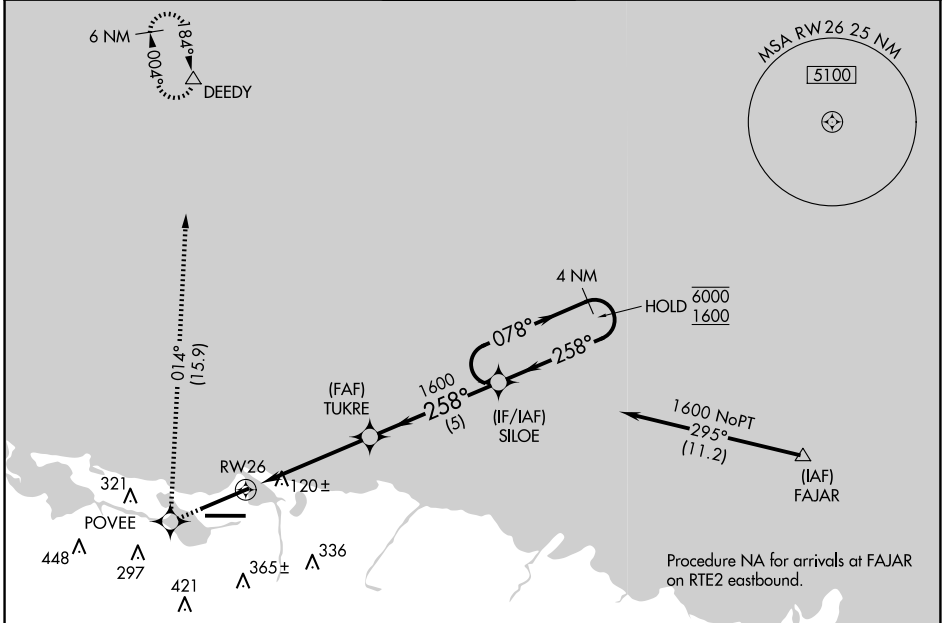 6 NM
184°
004°
DEEDY
MSA RW26 25 NM
5100
4 NM
HOLD 6000
1600
078°
258°
014°
(15.9)
1600
258°
(5)
(FAF)
TUKRE
(IF/IAF)
SILOE
1600 NoPT
295°
(11.2)
(IAF)
FAJAR
RW26
120±
321
POVEE
448
297
421
365±
336
Procedure NA for arrivals at FAJAR
on RTE2 eastbound.